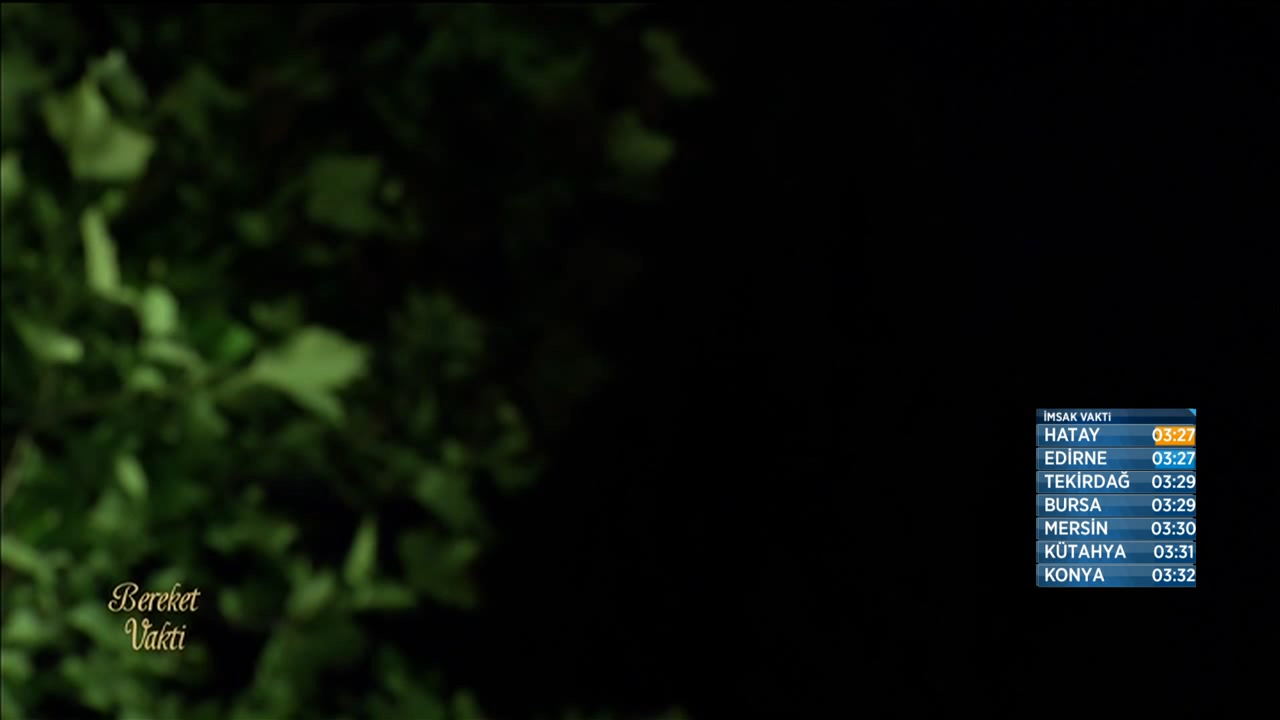 Bereket
Vakti
İMSAK VAKTİ
HATAY 03:27
EDİRNE 03:27
TEKİRDAĞ 03:29
BURSA 03:29
MERSİN 03:30
KÜTAHYA 03:31
KONYA 03:32